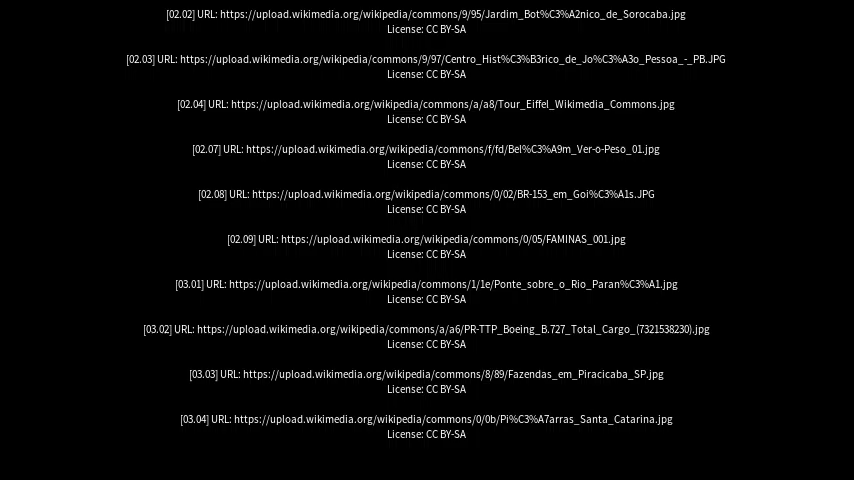 [02.02] URL: https://upload.wikimedia.org/wikipedia/commons/9/95/Jardim_Bot%C3%A2nico_de_Sorocaba.jpg
License: CC BY-SA
[02.03] URL: https://upload.wikimedia.org/wikipedia/commons/9/97/Centro_Hist%C3%B3rico_de_Jo%C3%A3o_Pessoa_-_PB.JPG
License: CC BY-SA
[02.04] URL: https://upload.wikimedia.org/wikipedia/commons/a/a8/Tour_Eiffel_Wikimedia_Commons.jpg
License: CC BY-SA
[02.07] URL: https://upload.wikimedia.org/wikipedia/commons/f/fd/Bel%C3%A9m_Ver-o-Peso_01.jpg
License: CC BY-SA
[02.08] URL: https://upload.wikimedia.org/wikipedia/commons/0/02/BR-153_em_Goi%C3%A1s.JPG
License: CC BY-SA
[02.09] URL: https://upload.wikimedia.org/wikipedia/commons/0/05/FAMINAS_001.jpg
License: CC BY-SA
[03.01] URL: https://upload.wikimedia.org/wikipedia/commons/1/1e/Ponte_sobre_o_Rio_Paran%C3%A1.jpg
License: CC BY-SA
[03.02] URL: https://upload.wikimedia.org/wikipedia/commons/a/a6/PR-TTP_Boeing_B.727_Total_Cargo_(7321538230).jpg
License: CC BY-SA
[03.03] URL: https://upload.wikimedia.org/wikipedia/commons/8/89/Fazendas_em_Piracicaba_SP.jpg
License: CC BY-SA
[03.04] URL: https://upload.wikimedia.org/wikipedia/commons/0/0b/Pi%C3%A7arras_Santa_Catarina.jpg
License: CC BY-SA